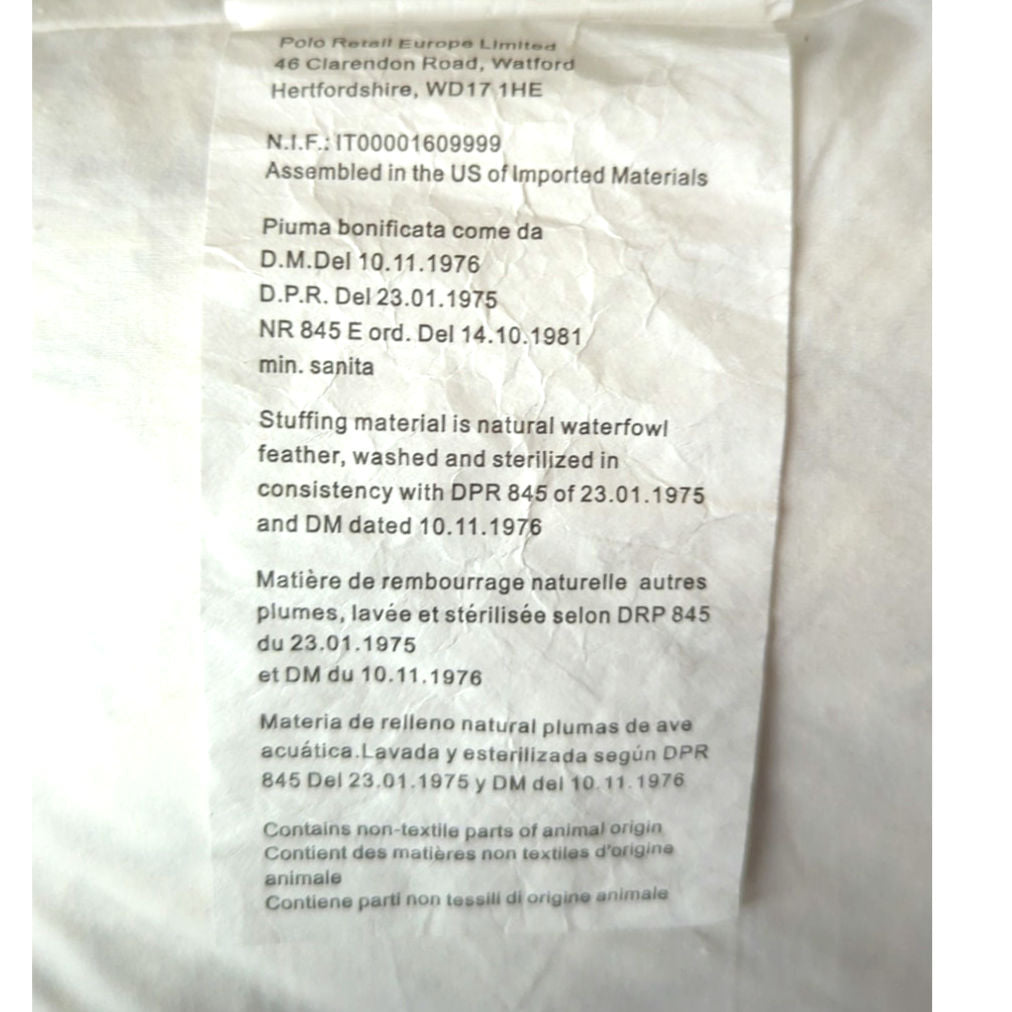 Polo Retail Europe Limited
46 Clarendon Road, Watford
Hertfordshire, WD17 1HE
N.I.F.: IT00001609999
Assembled in the US of Imported Materials
Piuma bonificata come da
D.M.Del 10.11.1976
D.P.R. Del 23.01.1975
NR 845 E ord. Del 14.10.1981
min. sanita
Stuffing material is natural waterfowl
feather, washed and sterilized in
consistency with DPR 845 of 23.01.1975
and DM dated 10.11.1976
Matière de rembourrage naturelle autres
plumes, lavée et stérilisée selon DRP 845
du 23.01.1975
et DM du 10.11.1976
Materia de relleno natural plumas de ave
acuática.Lavada y esterilizada según DPR
845 Del 23.01.1975 y DM del 10.11.1976
Contains non-textile parts of animal origin
Contient des matières non textiles d'origine
animale
Contiene parti non tessili di origine animale